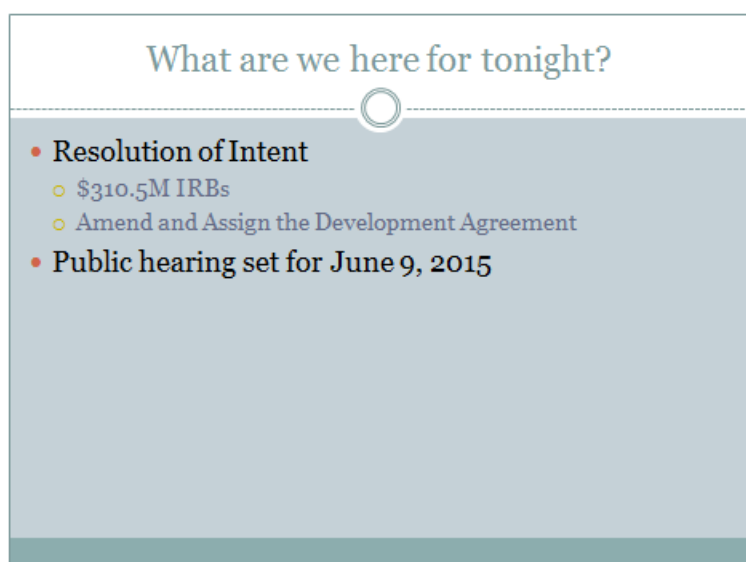 What are we here for tonight?
Resolution of Intent
$310.5M IRBs
Amend and Assign the Development Agreement
Public hearing set for June 9, 2015